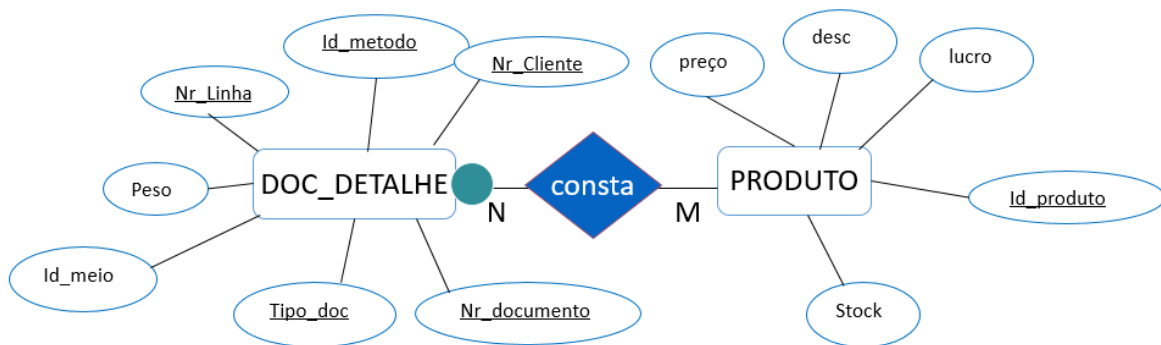 Id_metodo
Nr_Cliente
Nr_Linha
Peso
DOC_DETALHE
Id_meio
Tipo_doc
Nr_documento
N
consta
M
preço
desc
lucro
PRODUTO
Id_produto
Stock